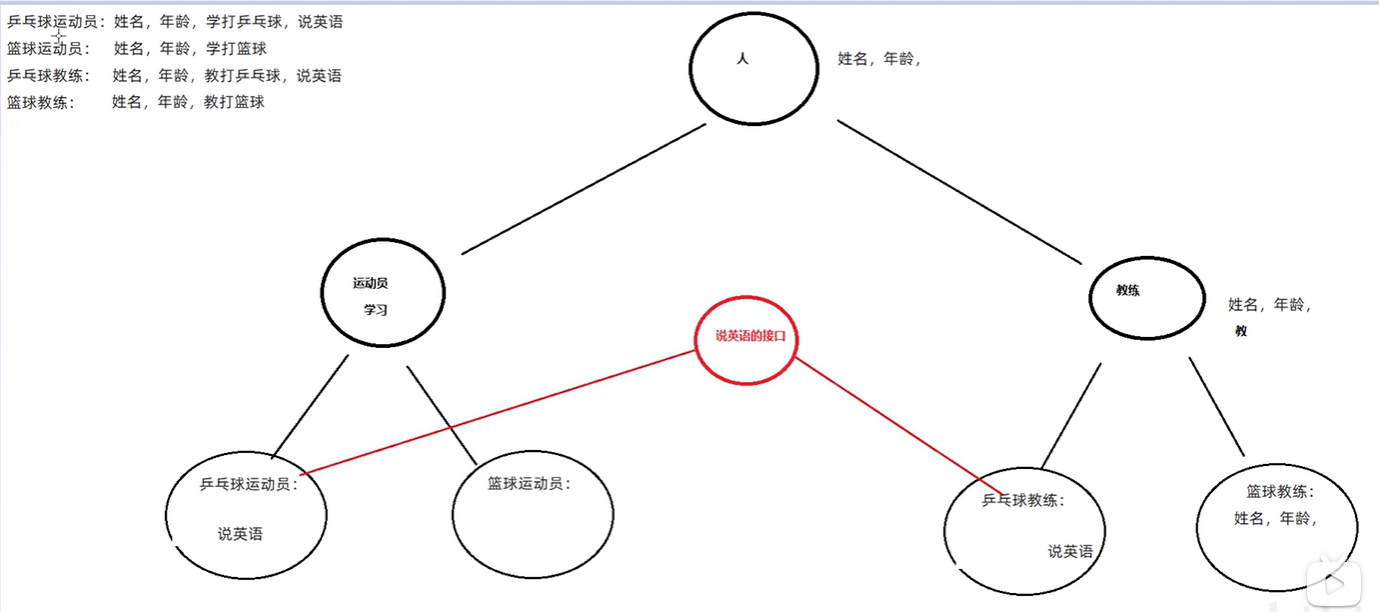 乒乓球运动员：姓名，年龄，学打乒乓球，说英语
篮球运动员： 姓名，年龄，学打篮球
乒乓球教练： 姓名，年龄，教打乒乓球，说英语
篮球教练： 姓名，年龄，教打篮球
人
姓名，年龄，
运动员
学习
说英语的接口
教练
姓名，年龄，
教
乒乓球运动员：
说英语
篮球运动员：
乒乓球教练：
说英语
篮球教练：
姓名，年龄，